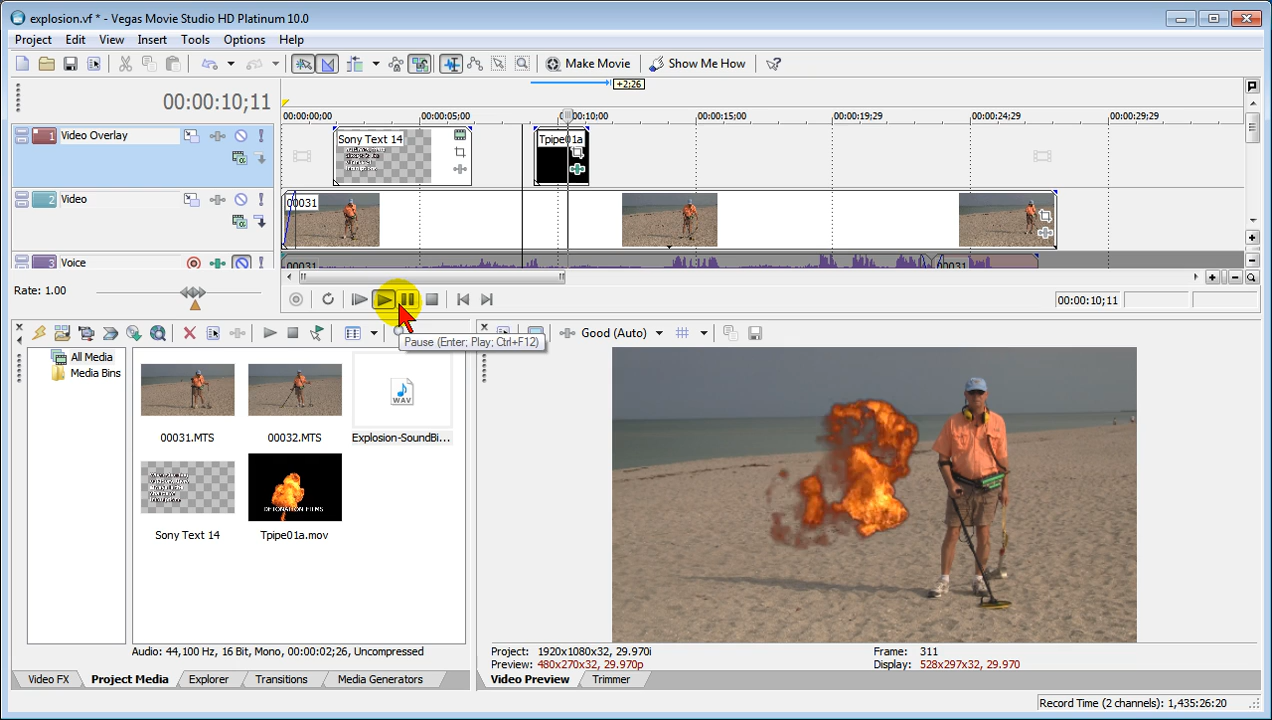 explosion.vf * - Vegas Movie Studio HD Platinum 10.0
Project Edit View Insert Tools Options Help
Make Movie Show Me How
+2;26
00:00:10;11
00:00:00;00 00:00:05;00 00:00:10;00 00:00:15;00 00:00:19;29 00:00:24;29 00:00:29;29
1 Video Overlay
Sony Text 14
Tpipe01a
2 Video
00031
3 Voice
00031
00031
Rate: 1.00
00:00:10;11
Pause (Enter; Play; Ctrl+F12)
Good (Auto)
All Media
Media Bins
WAV
00031.MTS
00032.MTS
Explosion-SoundBi...
DETONATION FILMS
Sony Text 14
Tpipe01a.mov
Audio: 44,100 Hz, 16 Bit, Mono, 00:00:02;26, Uncompressed
Project: 1920x1080x32, 29.970i
Frame: 311
Preview: 480x270x32, 29.970p
Display: 528x297x32, 29.970
Video FX Project Media Explorer Transitions Media Generators
Video Preview Trimmer
Record Time (2 channels): 1,435:26:20